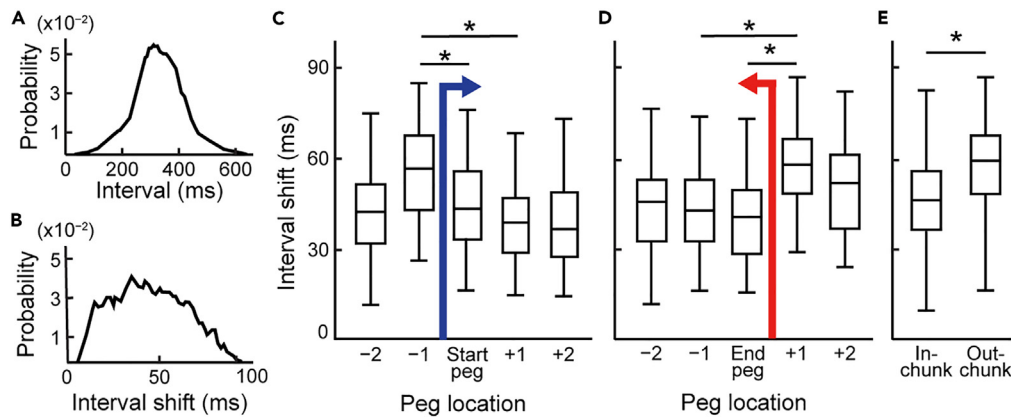 A
(x10⁻²)
Probability
5
3
1
0
200
400
600
Interval (ms)
B
(x10⁻²)
Probability
5
3
1
0
50
100
Interval shift (ms)
C
Interval shift (ms)
90
60
30
0
*
*
−2
−1
Start peg
+1
+2
Peg location
D
*
*
−2
−1
End peg
+1
+2
Peg location
E
*
In-chunk
Out-chunk